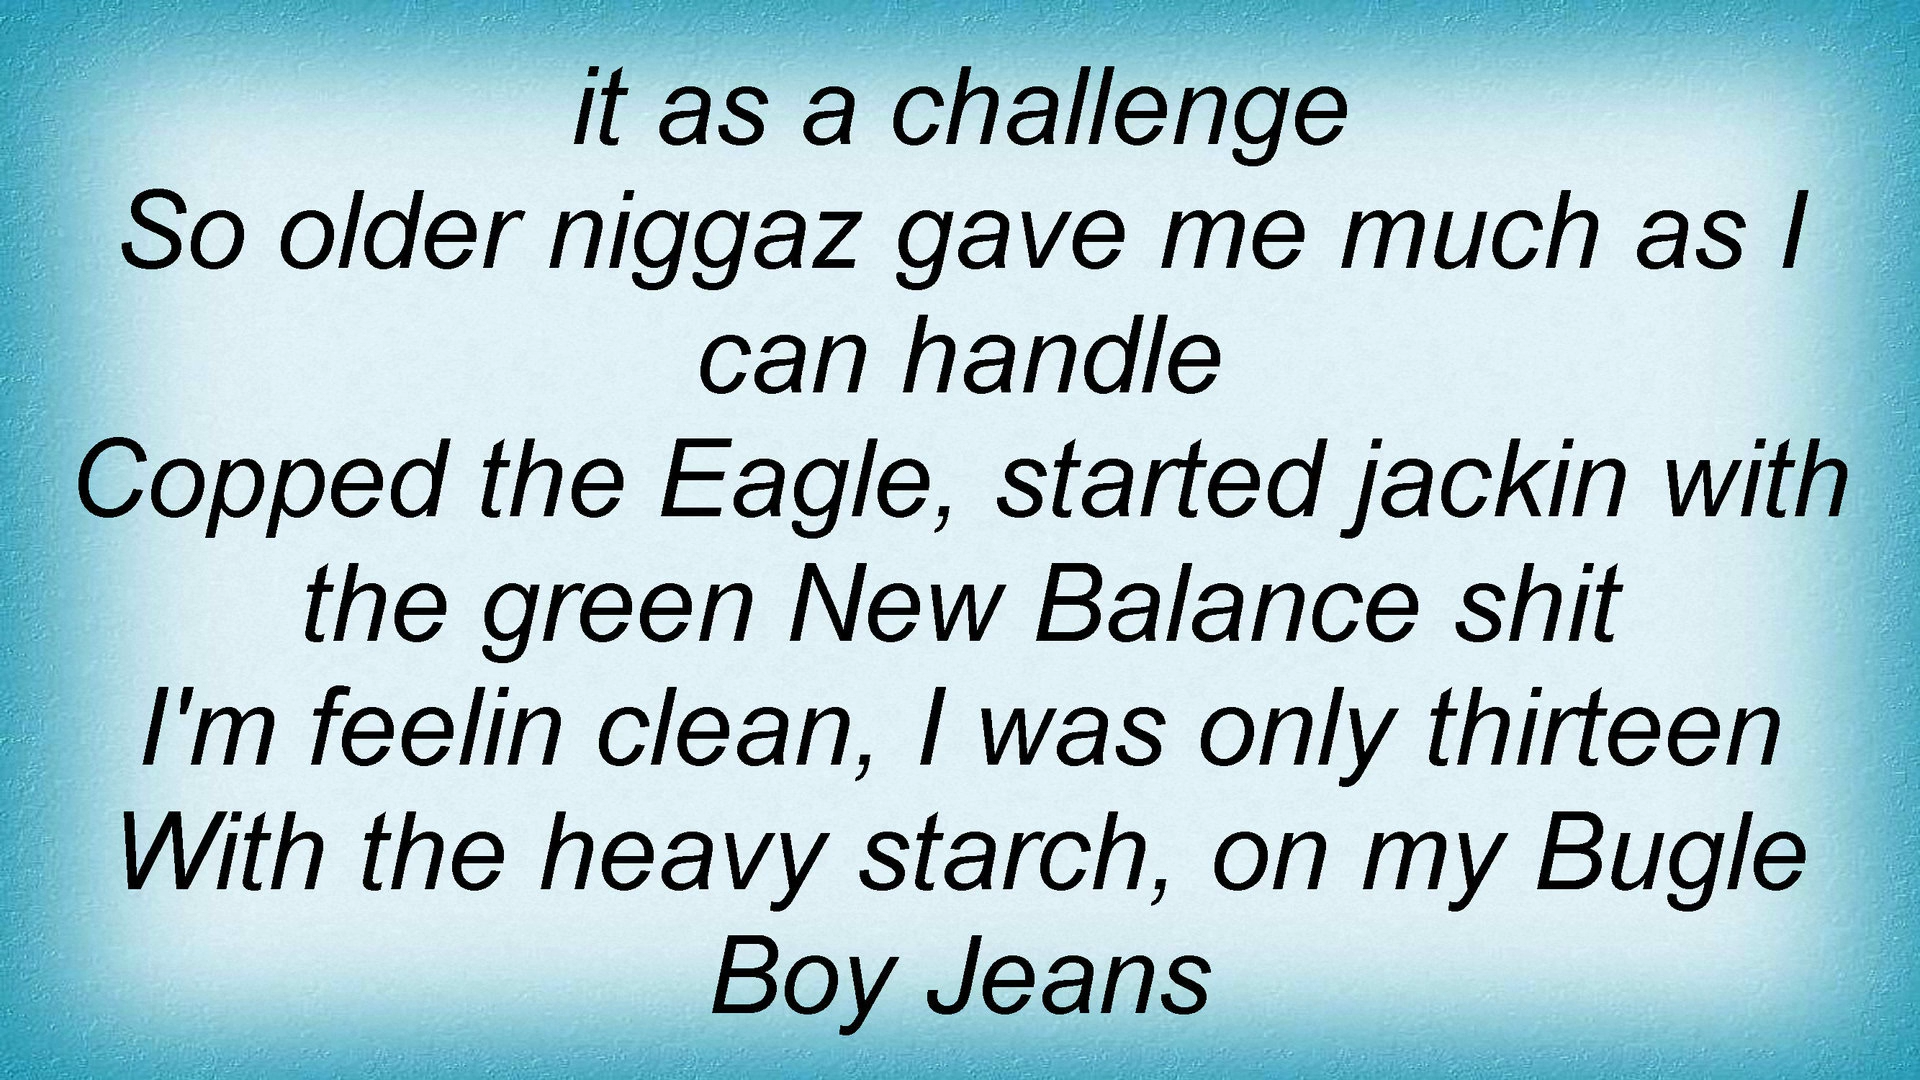 it as a challenge
So older niggaz gave me much as I
can handle
Copped the Eagle, started jackin with
the green New Balance shit
I'm feelin clean, I was only thirteen
With the heavy starch, on my Bugle
Boy Jeans